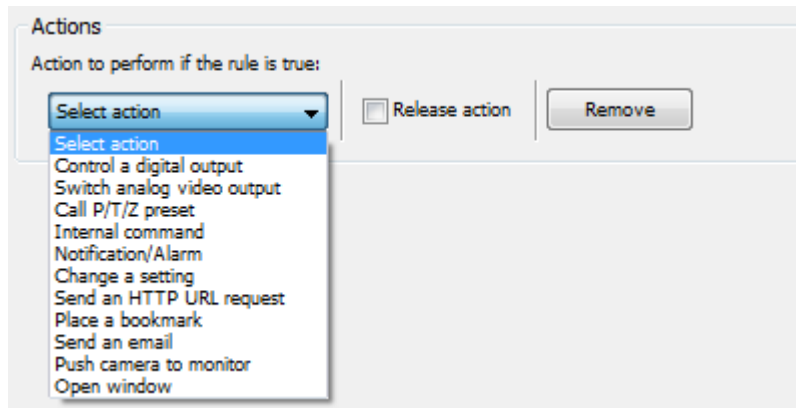 Actions
Action to perform if the rule is true:
Select action
Release action
Remove
Select action
Control a digital output
Switch analog video output
Call P/T/Z preset
Internal command
Notification/Alarm
Change a setting
Send an HTTP URL request
Place a bookmark
Send an email
Push camera to monitor
Open window